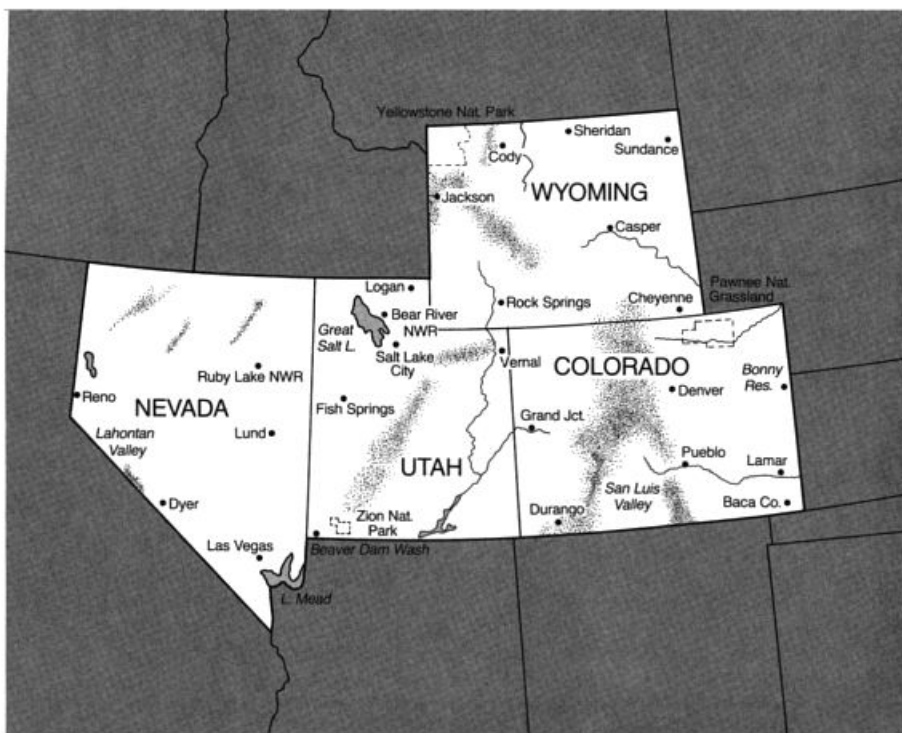 Yellowstone Nat. Park
Sheridan
Sundance
Cody
WYOMING
Jackson
Casper
Pawnee Nat.
Grassland
Logan
Rock Springs
Cheyenne
Bear River
NWR
Great
Salt L.
Salt Lake
City
Vernal
COLORADO
Bonny
Res.
Ruby Lake NWR
Denver
Reno
NEVADA
Fish Springs
Grand Jct.
Lahontan
Valley
Lund
UTAH
Pueblo
Lamar
San Luis
Valley
Dyer
Baca Co.
Durango
Zion Nat.
Park
Las Vegas
Beaver Dam Wash
L. Mead